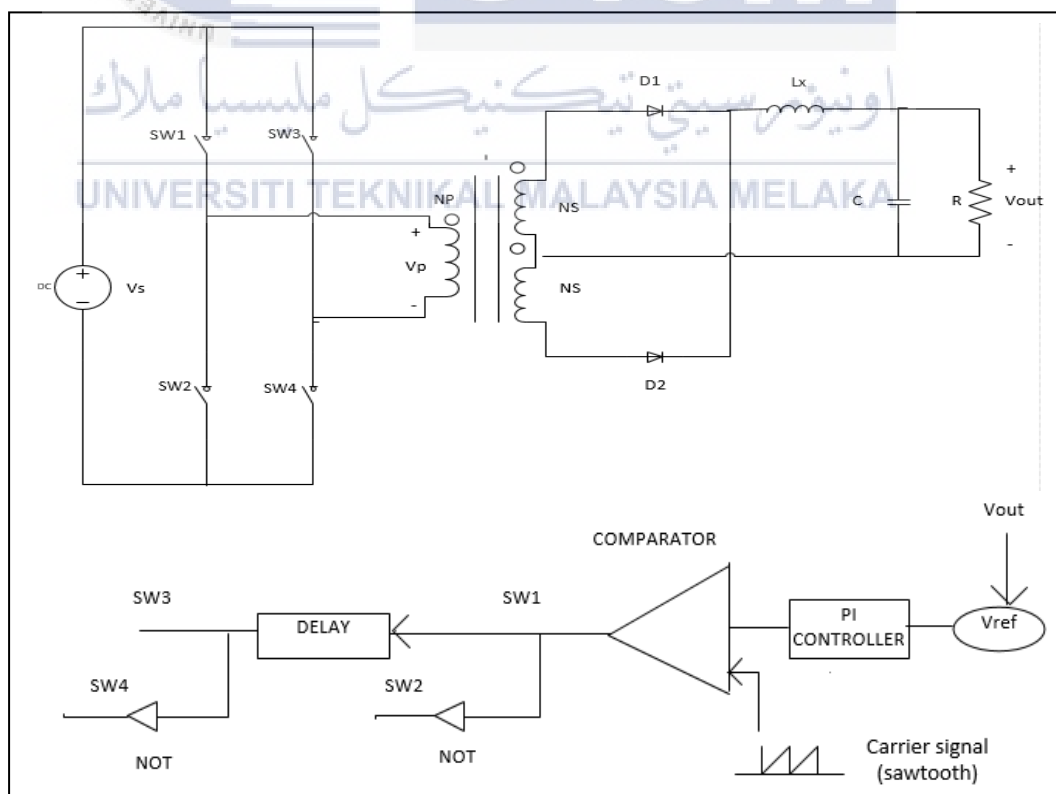 اونيۏرسيتي تيكنيكل مليسيا ملاك
UNIVERSITI TEKNIKAL MALAYSIA MELAKA
SW1
SW3
D1
Lx
NP
NS
+
Vp
-
C
R
+
Vout
-
DC
+
-
Vs
NS
SW2
SW4
D2
Vout
COMPARATOR
SW3
DELAY
SW1
PI
CONTROLLER
Vref
SW4
SW2
NOT
NOT
Carrier signal
(sawtooth)